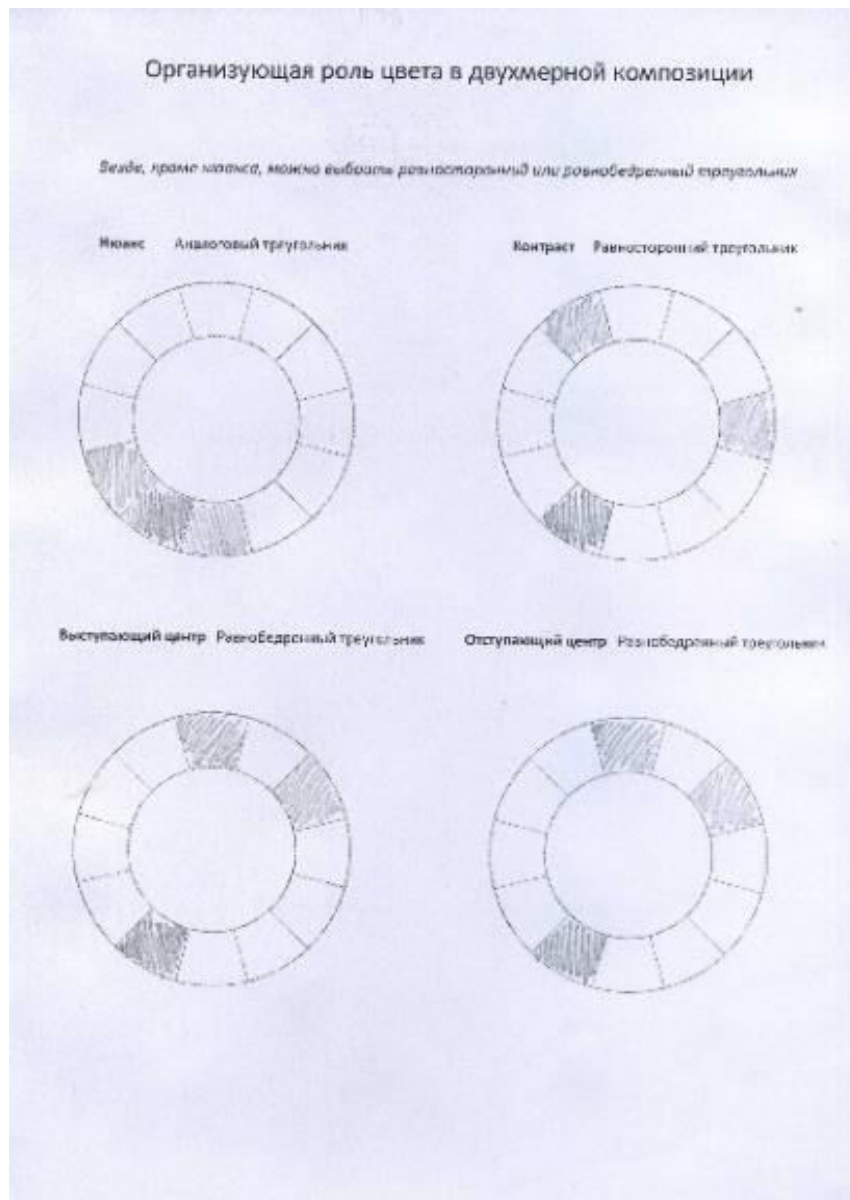 Организующая роль цвета в двухмерной композиции
Везде, кроме нюанса, можно выбрать равносторонний или равнобедренный треугольник
Нюанс Аналоговый треугольник
Контраст Равносторонний треугольник
Выступающий центр Равнобедренный треугольник
Отступающий центр Равнобедренный треугольник